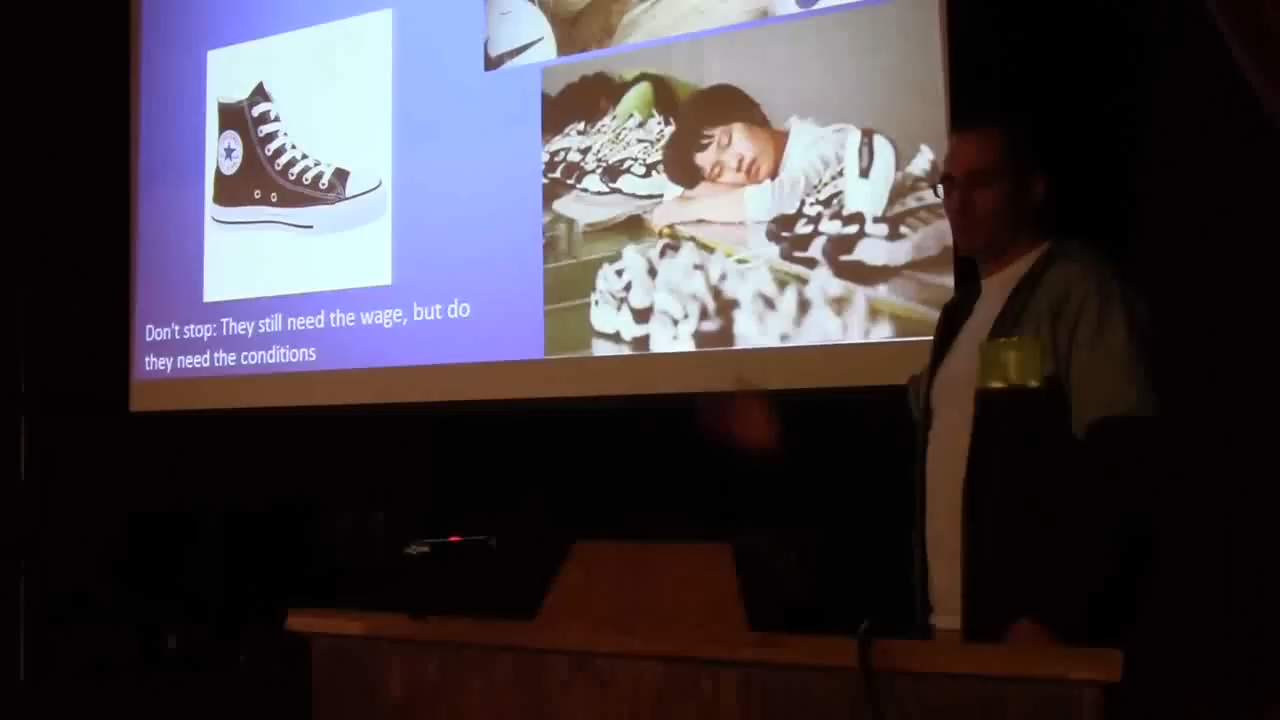 Don't stop: They still need the wage, but do
they need the conditions